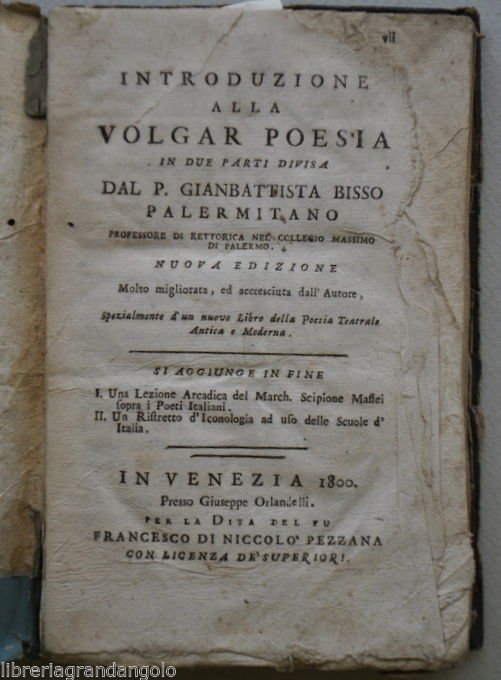 vii
INTRODUZIONE
ALLA
VOLGAR POESIA
IN DUE PARTI DIVISA
DAL P. GIANBATTISTA BISSO
PALERMITANO
PROFESSORE DI RETTORICA NEL COLLEGIO MASSIMO
DI PALERMO.
NUOVA EDIZIONE
Molto migliorata, ed accresciuta dall'Autore,
Spezialmente d'un nuovo Libro della Poesia Teatrale
Antica e Moderna.
SI AGGIUNGE IN FINE
I. Una Lezione Arcadica del March. Scipione Maffei
sopra i Poeti Italiani.
II. Un Ristretto d'Iconologia ad uso delle Scuole d'
Italia.
IN VENEZIA 1800.
Presso Giuseppe Orlandelli.
PER LA DITA DEL FU
FRANCESCO DI NICCOLO' PEZZANA
CON LICENZA DE' SUPERIORI.
libreriagrandangolo